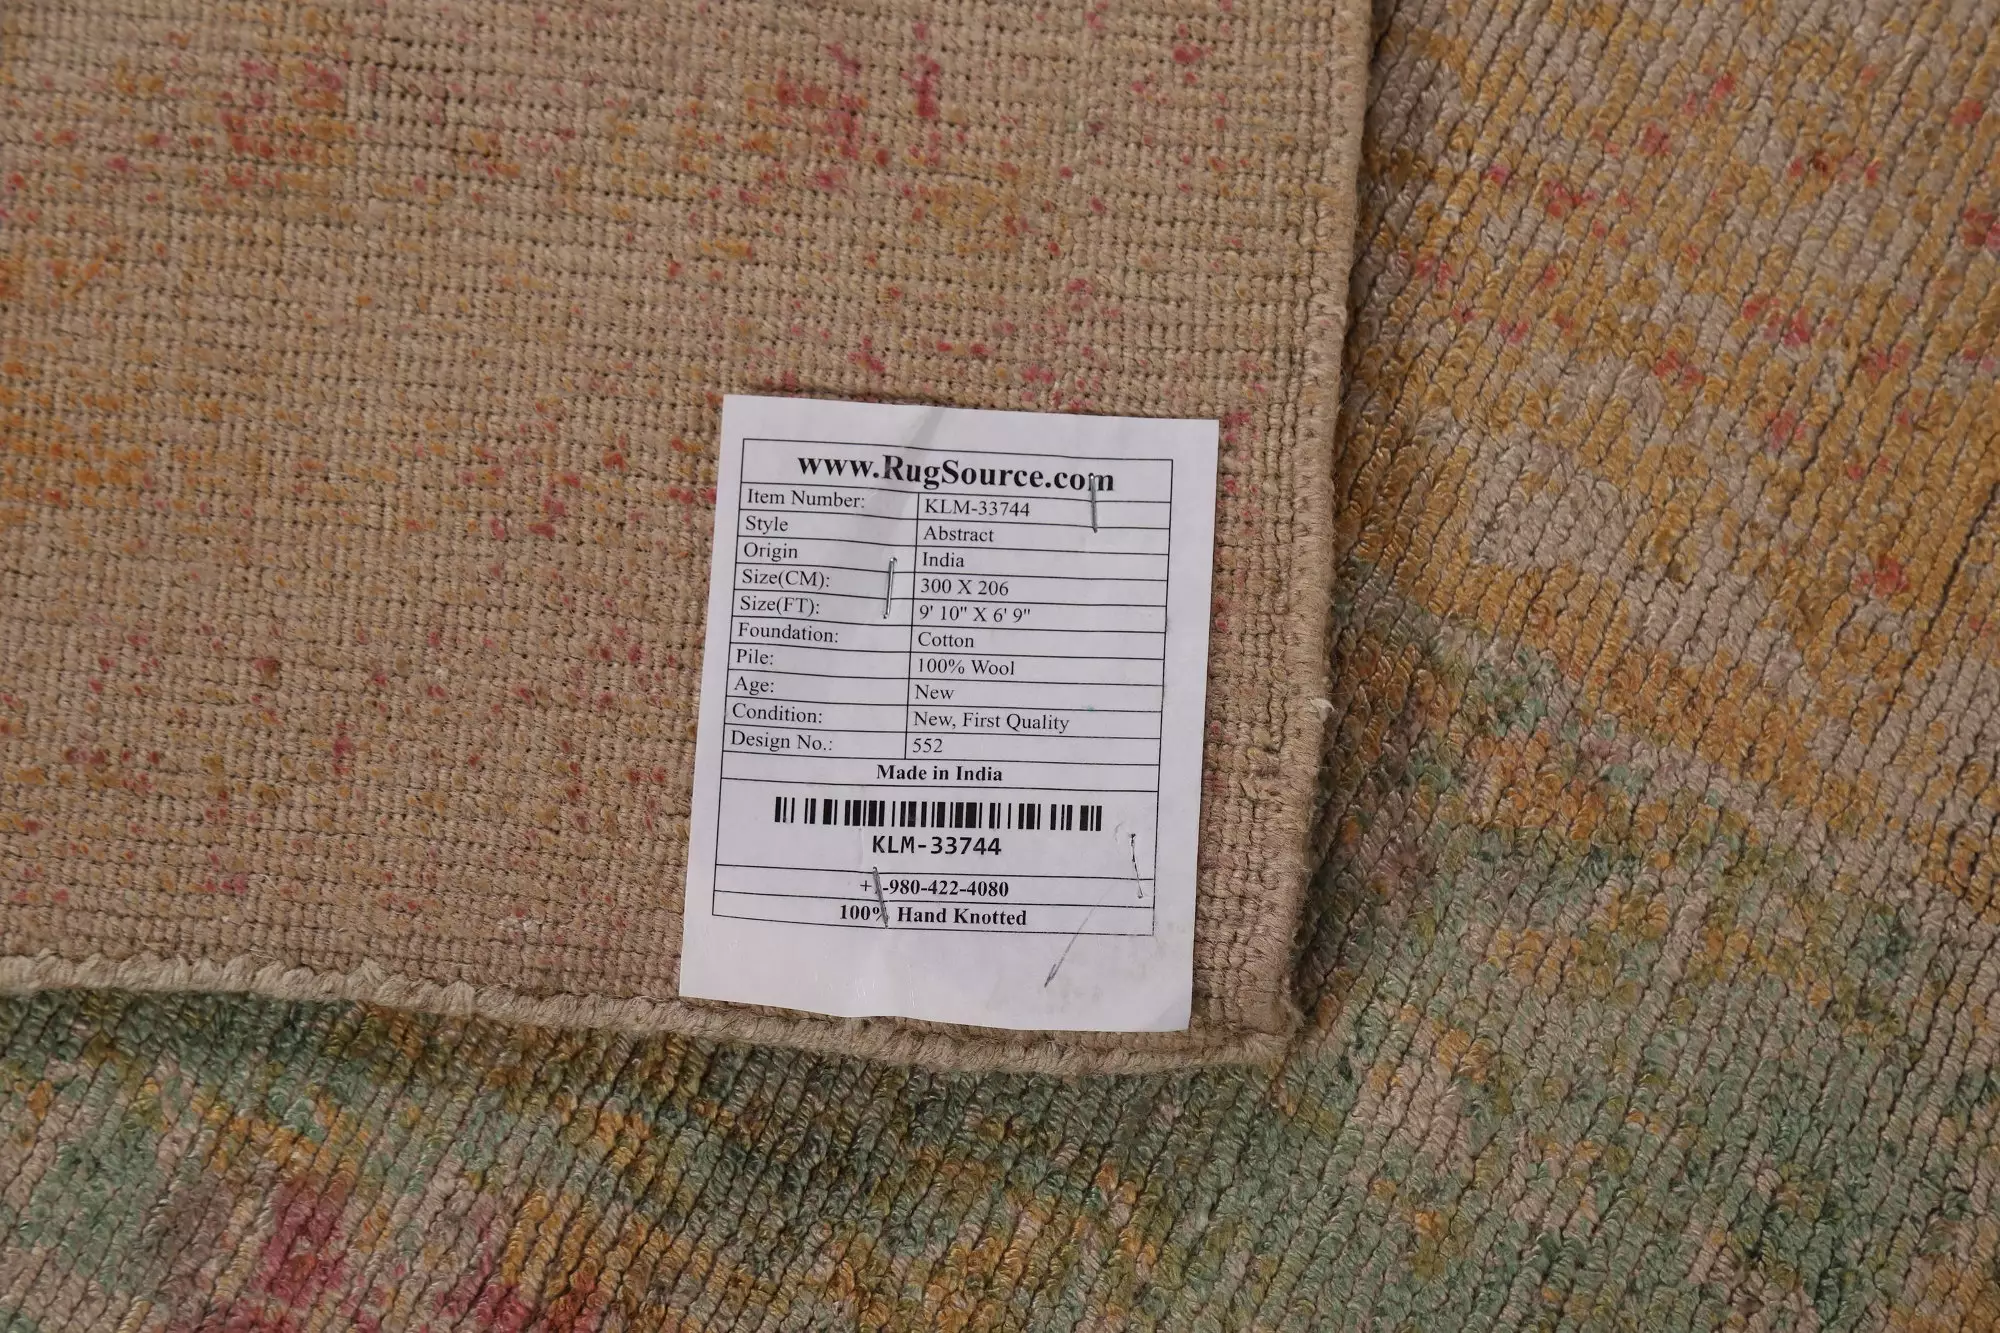 www.RugSource.com
Item Number: KLM-33744
Style Abstract
Origin India
Size(CM): 300 X 206
Size(FT): 9' 10" X 6' 9"
Foundation: Cotton
Pile: 100% Wool
Age: New
Condition: New, First Quality
Design No.: 552
Made in India
KLM-33744
+1-980-422-4080
100% Hand Knotted